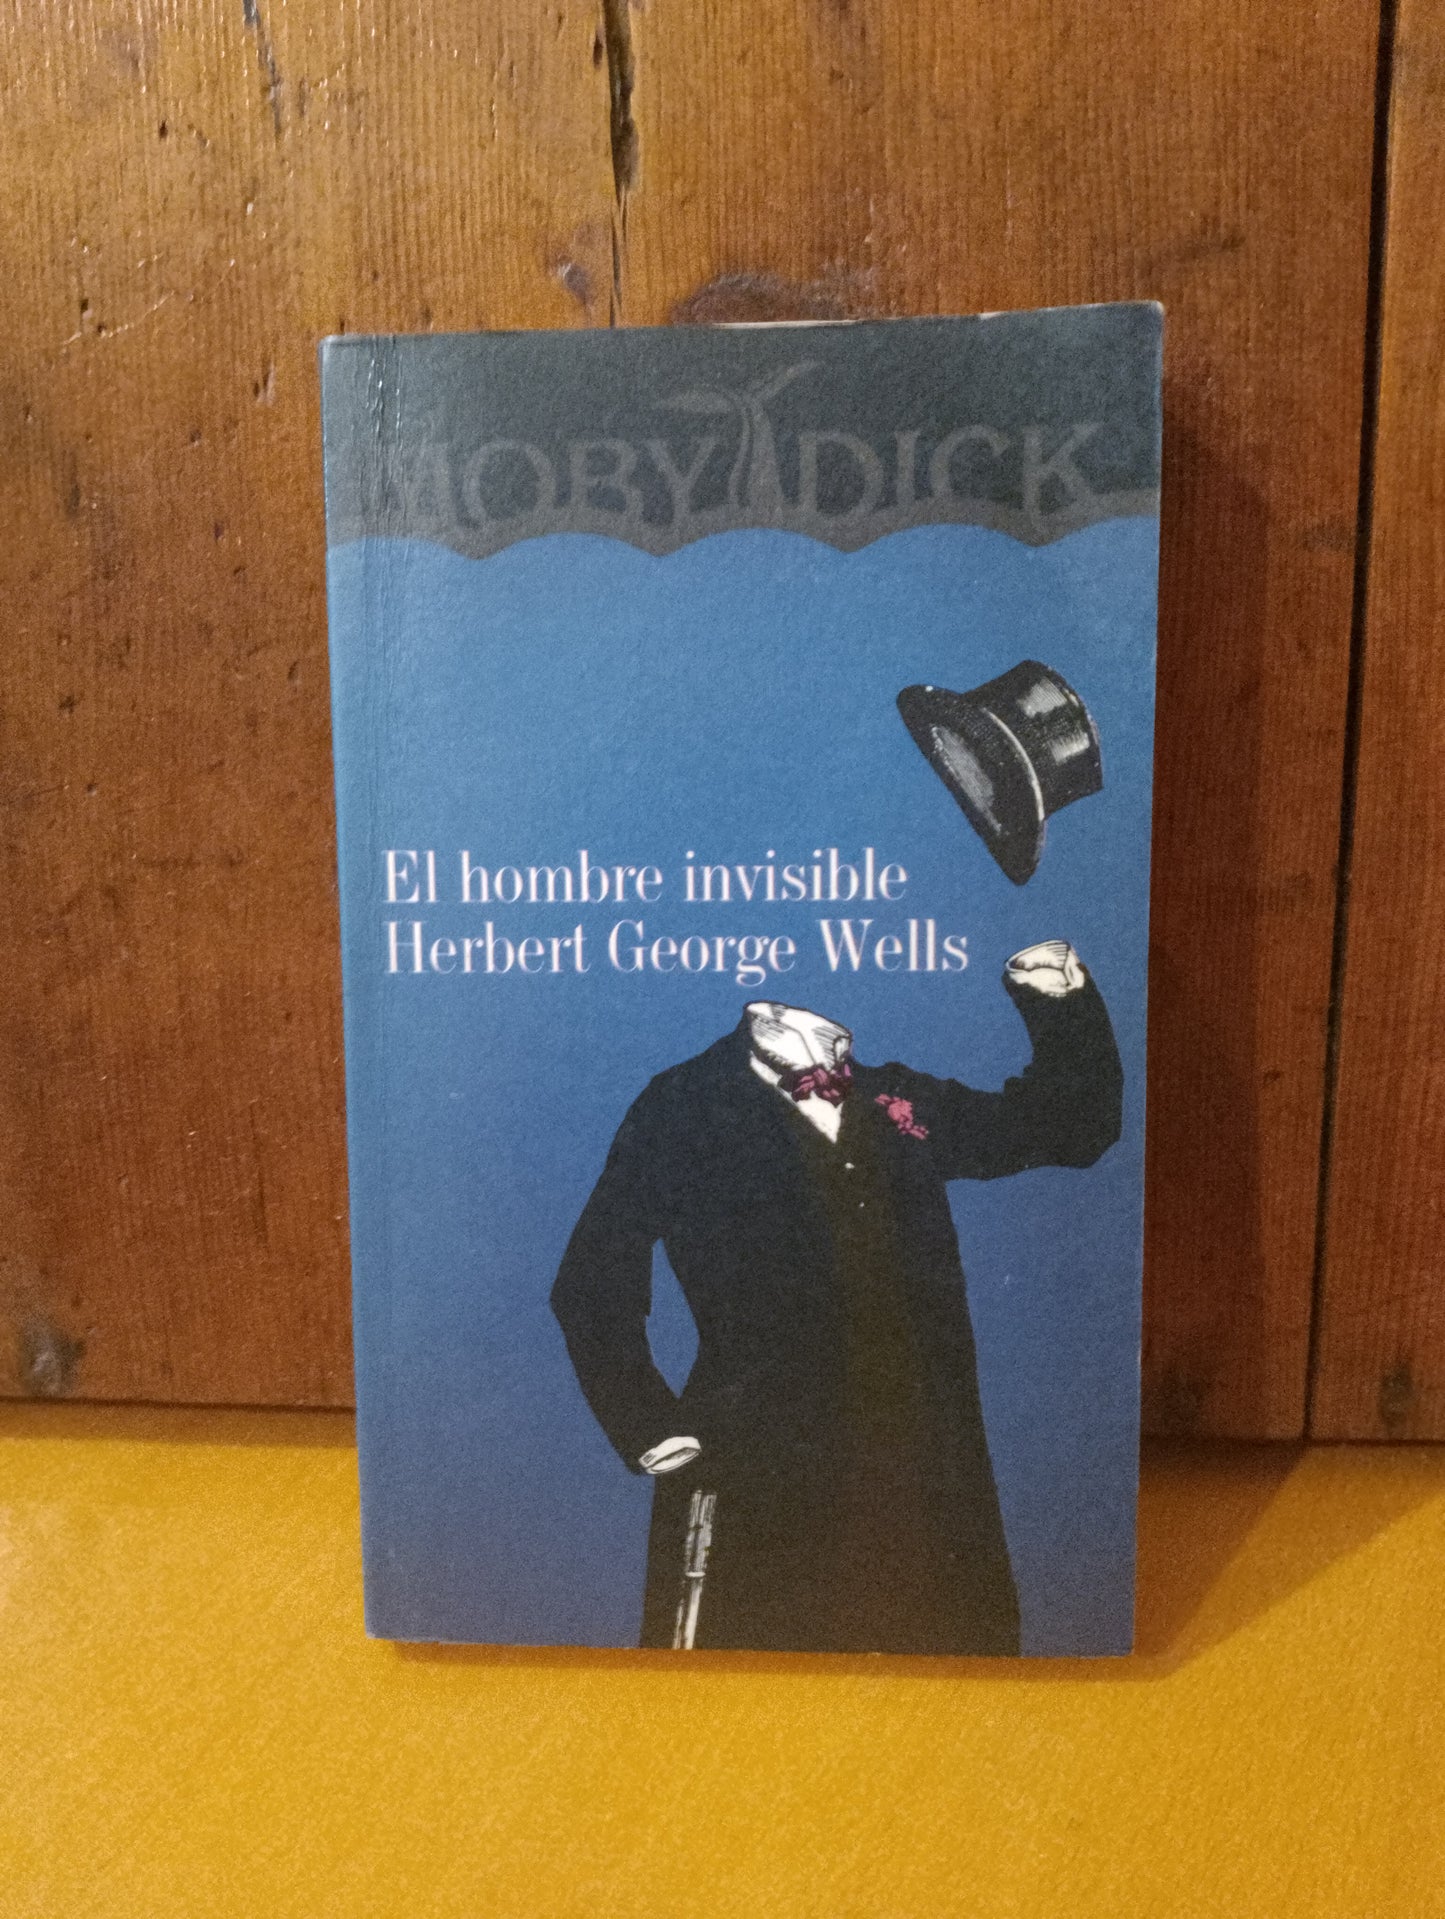 MOBY DICK
El hombre invisible
Herbert George Wells